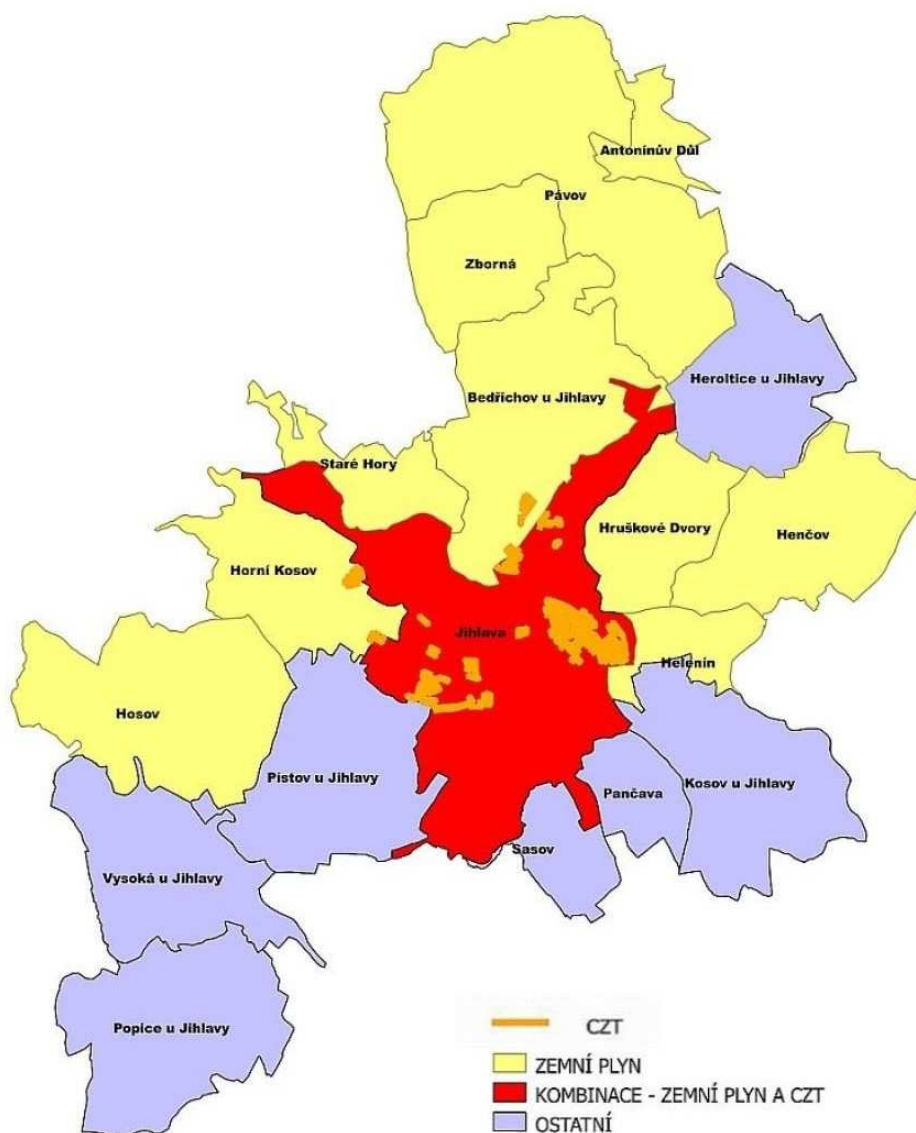 Antonínův Důl
Pávov
Zborná
Heroltice u Jihlavy
Bedřichov u Jihlavy
Staré Hory
Hruškové Dvory
Henčov
Horní Kosov
Jihlava
Helenín
Hosov
Pístov u Jihlavy
Pančava
Kosov u Jihlavy
Sasov
Vysoká u Jihlavy
Popice u Jihlavy
CZT
ZEMNÍ PLYN
KOMBINACE - ZEMNÍ PLYN A CZT
OSTATNÍ